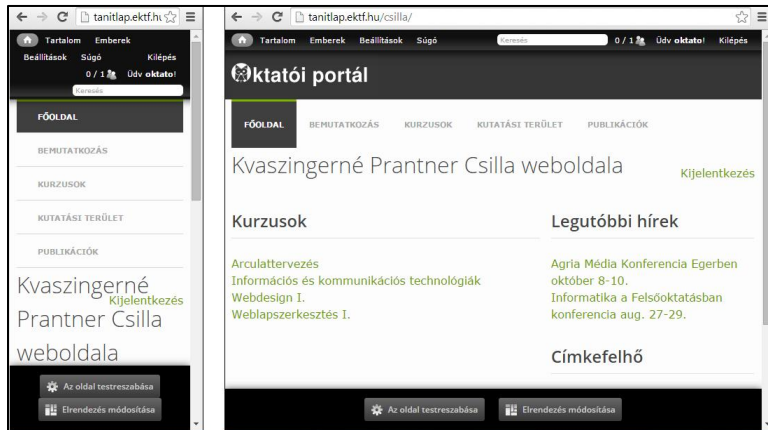 tanitlap.ektf.hu
Tartalom Emberek
Beállítások Súgó Kilépés
0 / 1 Üdv oktato!
Keresés
FŐOLDAL
BEMUTATKOZÁS
KURZUSOK
KUTATÁSI TERÜLET
PUBLIKÁCIÓK
Kvaszingerné
Kijelentkezés
Prantner Csilla
weboldala
Az oldal testreszabása
Elrendezés módosítása
tanitlap.ektf.hu/csilla/
Tartalom Emberek Beállítások Súgó Keresés 0 / 1 Üdv oktato! Kilépés
Oktatói portál
FŐOLDAL BEMUTATKOZÁS KURZUSOK KUTATÁSI TERÜLET PUBLIKÁCIÓK
Kvaszingerné Prantner Csilla weboldala
Kijelentkezés
Kurzusok
Arculattervezés
Információs és kommunikációs technológiák
Webdesign I.
Weblapszerkesztés I.
Legutóbbi hírek
Agria Média Konferencia Egerben
október 8-10.
Informatika a Felsőoktatásban
konferencia aug. 27-29.
Címkefelhő
Az oldal testreszabása Elrendezés módosítása